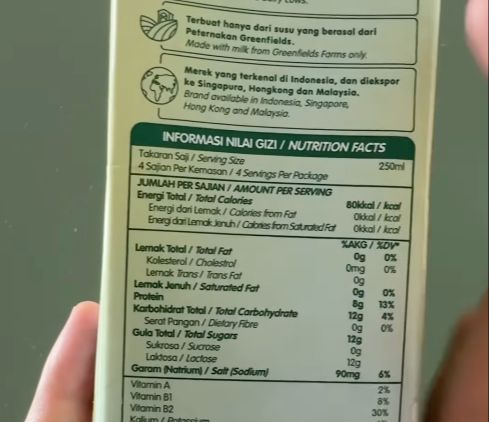 cows.
Terbuat hanya dari susu yang berasal dari
Peternakan Greenfields.
Made with milk from Greenfields Farms only.
Merek yang terkenal di Indonesia, dan diekspor
ke Singapura, Hongkong dan Malaysia.
Brand available in Indonesia, Singapore,
Hong Kong and Malaysia.
INFORMASI NILAI GIZI / NUTRITION FACTS
Takaran Saji / Serving Size 250ml
4 Sajian Per Kemasan / 4 Servings Per Package
JUMLAH PER SAJIAN / AMOUNT PER SERVING
Energi Total / Total Calories 80kkal / kcal
Energi dari Lemak / Calories from Fat 0kkal / kcal
Energi dari Lemak Jenuh / Calories from Saturated Fat 0kkal / kcal
%AKG / %DV*
Lemak Total / Total Fat 0g 0%
Kolesterol / Cholestrol 0mg 0%
Lemak Trans / Trans Fat 0g
Lemak Jenuh / Saturated Fat 0g 0%
Protein 8g 13%
Karbohidrat Total / Total Carbohydrate 12g 4%
Serat Pangan / Dietary Fibre 0g 0%
Gula Total / Total Sugars 12g
Sukrosa / Sucrose 0g
Laktosa / Lactose 12g
Garam (Natrium) / Salt (Sodium) 90mg 6%
Vitamin A 2%
Vitamin B1 8%
Vitamin B2 30%
Kalium / Potassium